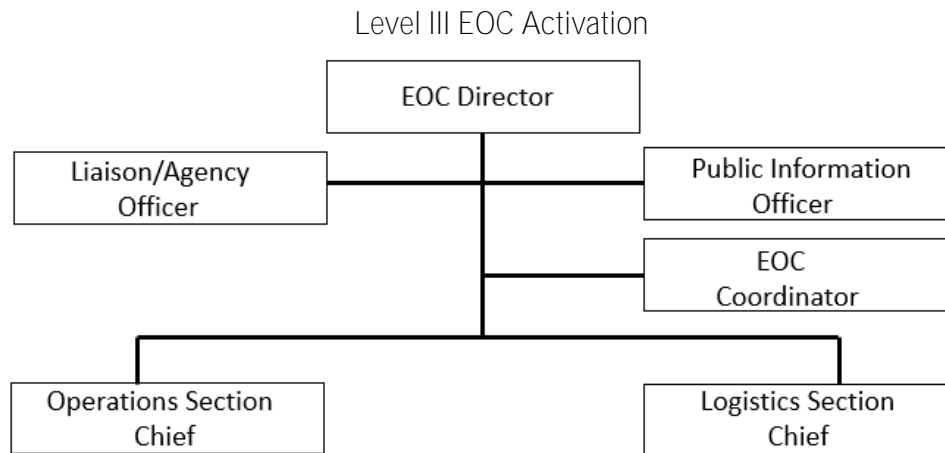 Level III EOC Activation
EOC Director
Liaison/Agency
Officer
Public Information
Officer
EOC
Coordinator
Operations Section
Chief
Logistics Section
Chief